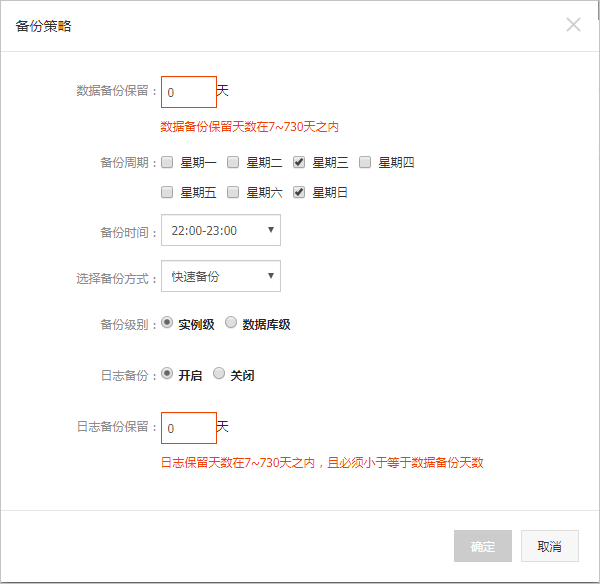 备份策略
数据备份保留： 0 天
数据备份保留天数在7~730天之内
备份周期： 星期一 星期二 星期三 星期四
星期五 星期六 星期日
备份时间： 22:00-23:00
选择备份方式： 快速备份
备份级别： 实例级 数据库级
日志备份： 开启 关闭
日志备份保留： 0 天
日志保留天数在7~730天之内，且必须小于等于数据备份天数
确定 取消